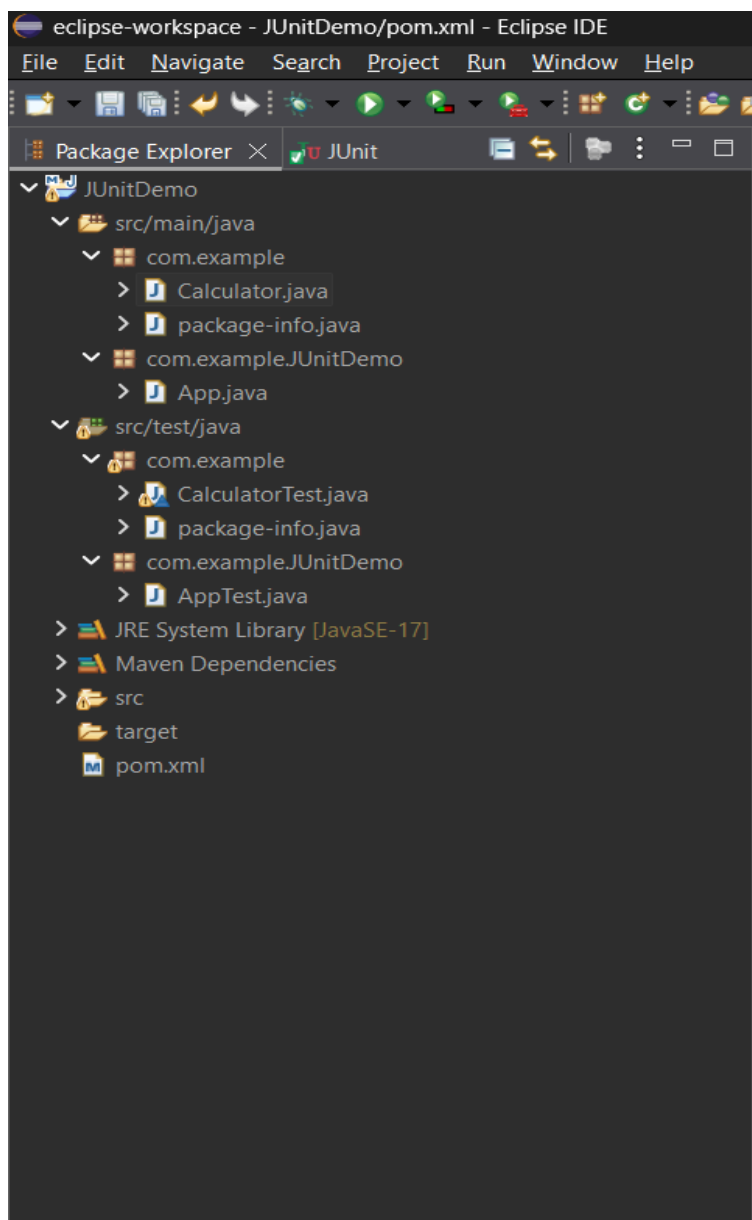 eclipse-workspace - JUnitDemo/pom.xml - Eclipse IDE
File Edit Navigate Search Project Run Window Help
Package Explorer JUnit
JUnitDemo
src/main/java
com.example
Calculator.java
package-info.java
com.example.JUnitDemo
App.java
src/test/java
com.example
CalculatorTest.java
package-info.java
com.example.JUnitDemo
AppTest.java
JRE System Library [JavaSE-17]
Maven Dependencies
src
target
pom.xml